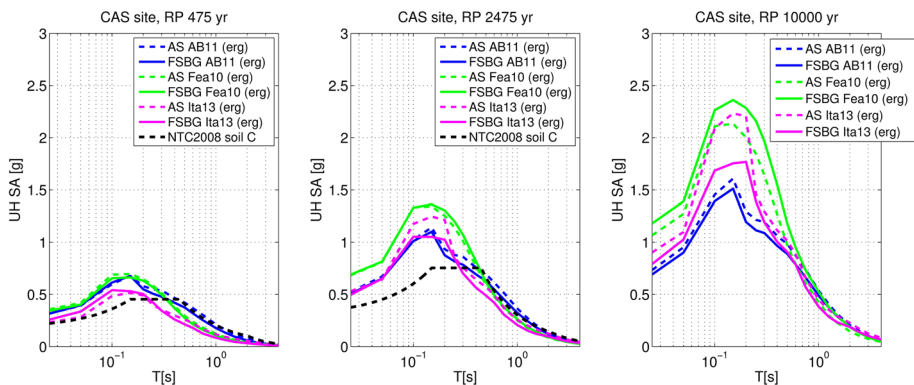 CAS site, RP 475 yr
3
2.5
2
1.5
1
0.5
0
UH SA [g]
AS AB11 (erg)
FSBG AB11 (erg)
AS Fea10 (erg)
FSBG Fea10 (erg)
AS Ita13 (erg)
FSBG Ita13 (erg)
NTC2008 soil C
10⁻¹
10⁰
T[s]
CAS site, RP 2475 yr
3
2.5
2
1.5
1
0.5
0
UH SA [g]
AS AB11 (erg)
FSBG AB11 (erg)
AS Fea10 (erg)
FSBG Fea10 (erg)
AS Ita13 (erg)
FSBG Ita13 (erg)
NTC2008 soil C
10⁻¹
10⁰
T[s]
CAS site, RP 10000 yr
3
2.5
2
1.5
1
0.5
0
UH SA [g]
AS AB11 (erg)
FSBG AB11 (erg)
AS Fea10 (erg)
FSBG Fea10 (erg)
AS Ita13 (erg)
FSBG Ita13 (erg)
10⁻¹
10⁰
T[s]